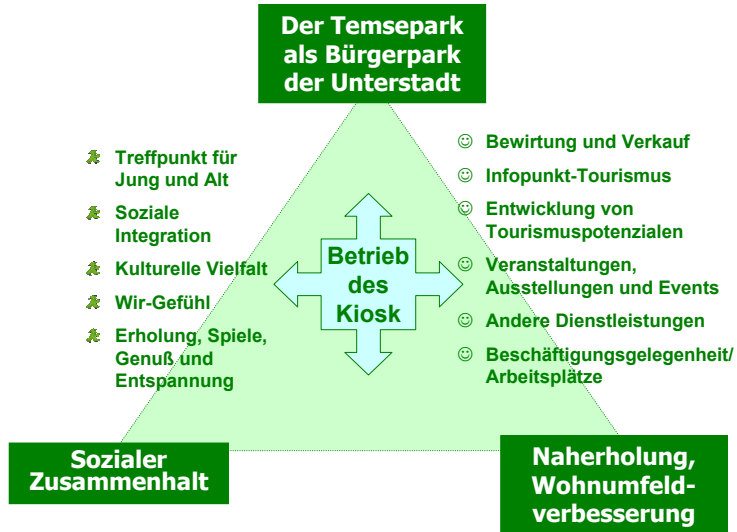 Der Temsepark
als Bürgerpark
der Unterstadt
Treffpunkt für
Jung und Alt
Soziale
Integration
Kulturelle Vielfalt
Wir-Gefühl
Erholung, Spiele,
Genuß und
Entspannung
Betrieb
des
Kiosk
Bewirtung und Verkauf
Infopunkt-Tourismus
Entwicklung von
Tourismuspotenzialen
Veranstaltungen,
Ausstellungen und Events
Andere Dienstleistungen
Beschäftigungsgelegenheit/
Arbeitsplätze
Sozialer
Zusammenhalt
Naherholung,
Wohnumfeld-
verbesserung